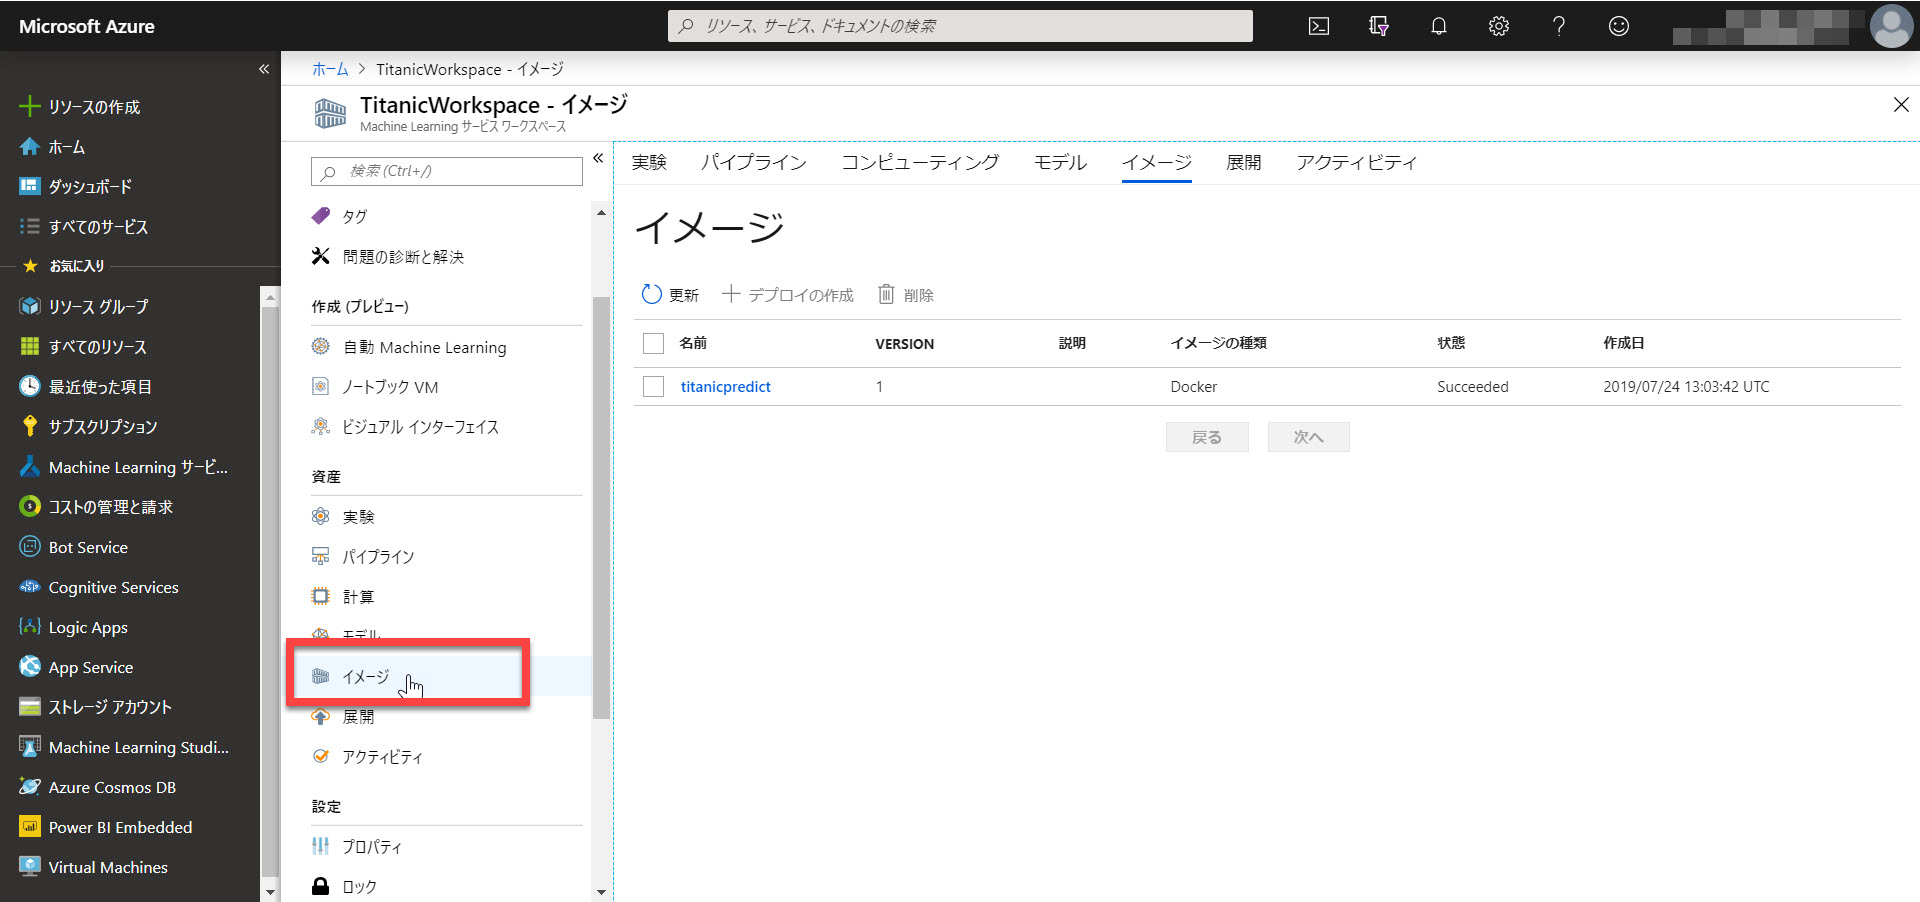 Microsoft Azure
リソース、サービス、ドキュメントの検索
リソースの作成
ホーム
ダッシュボード
すべてのサービス
お気に入り
リソース グループ
すべてのリソース
最近使った項目
サブスクリプション
Machine Learning サービ...
コストの管理と請求
Bot Service
Cognitive Services
Logic Apps
App Service
ストレージ アカウント
Machine Learning Studi...
Azure Cosmos DB
Power BI Embedded
Virtual Machines
ホーム > TitanicWorkspace - イメージ
TitanicWorkspace - イメージ
Machine Learning サービス ワークスペース
検索 (Ctrl+/)
タグ
問題の診断と解決
作成 (プレビュー)
自動 Machine Learning
ノートブック VM
ビジュアル インターフェイス
資産
実験
パイプライン
計算
モデル
イメージ
展開
アクティビティ
設定
プロパティ
ロック
実験 パイプライン コンピューティング モデル イメージ 展開 アクティビティ
イメージ
更新 デプロイの作成 削除
名前 VERSION 説明 イメージの種類 状態 作成日
titanicpredict 1 Docker Succeeded 2019/07/24 13:03:42 UTC
戻る 次へ